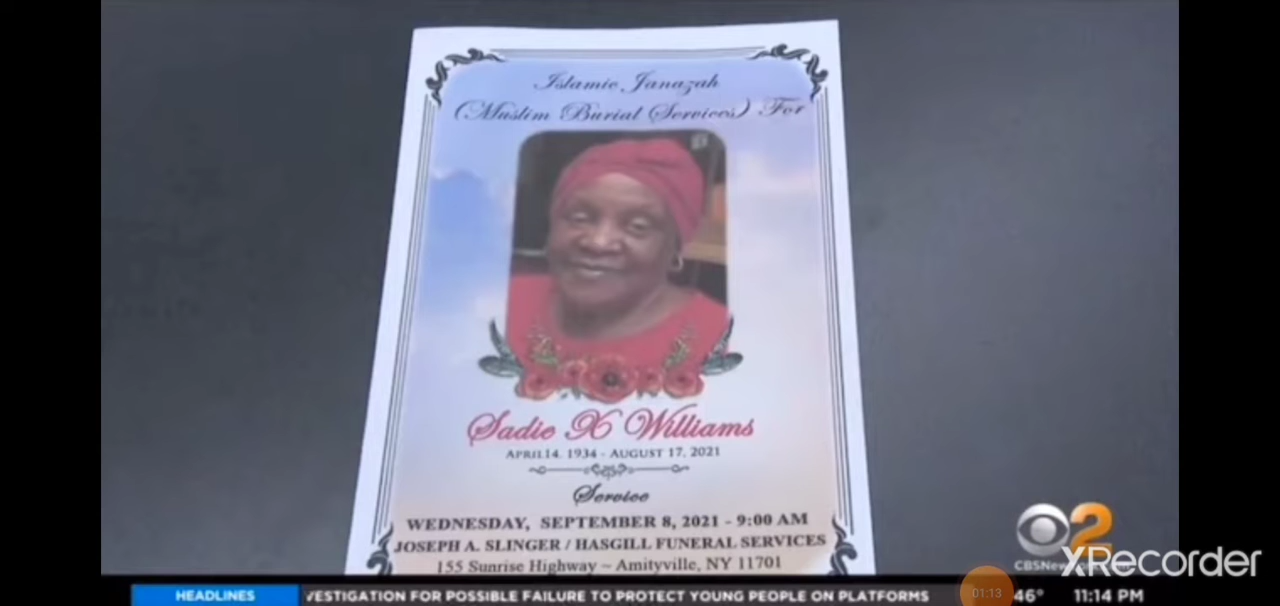 Islamic Janazah
(Muslim Burial Services) For
Sadie X Williams
APRIL 14, 1934 - AUGUST 17, 2021
Service
WEDNESDAY, SEPTEMBER 8, 2021 - 9:00 AM
JOSEPH A. SLINGER / HASGILL FUNERAL SERVICES
155 Sunrise Highway ~ Amityville, NY 11701
2
XRecorder
HEADLINES
VESTIGATION FOR POSSIBLE FAILURE TO PROTECT YOUNG PEOPLE ON PLATFORMS
01:13
46°
11:14 PM